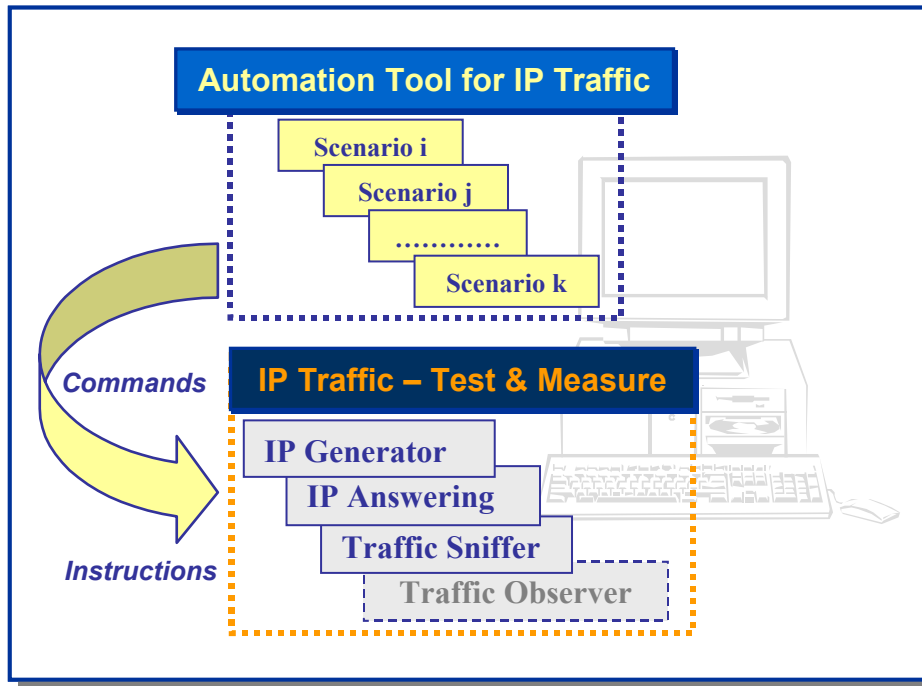 Automation Tool for IP Traffic
Scenario i
Scenario j
.............
Scenario k
Commands
IP Traffic – Test & Measure
IP Generator
IP Answering
Traffic Sniffer
Instructions
Traffic Observer